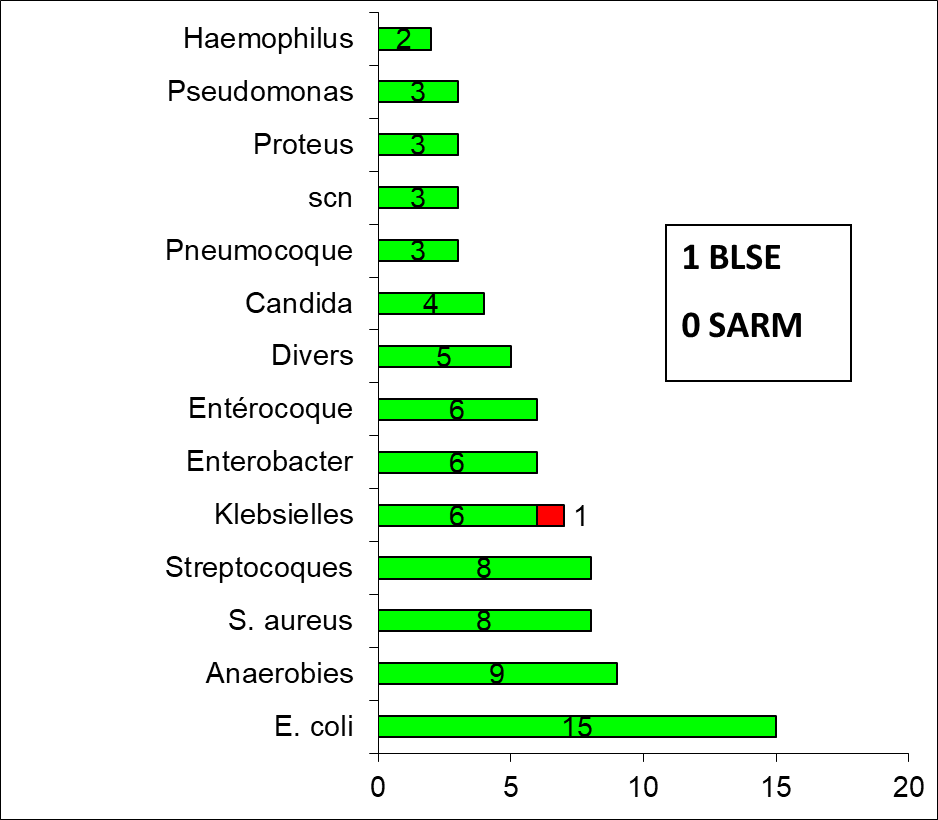 Haemophilus 2
Pseudomonas 3
Proteus 3
scn 3
Pneumocoque 3
1 BLSE
Candida 4
0 SARM
Divers 5
Entérocoque 6
Enterobacter 6
Klebsielles 6 1
Streptocoques 8
S. aureus 8
Anaerobies 9
E. coli 15
0 5 10 15 20